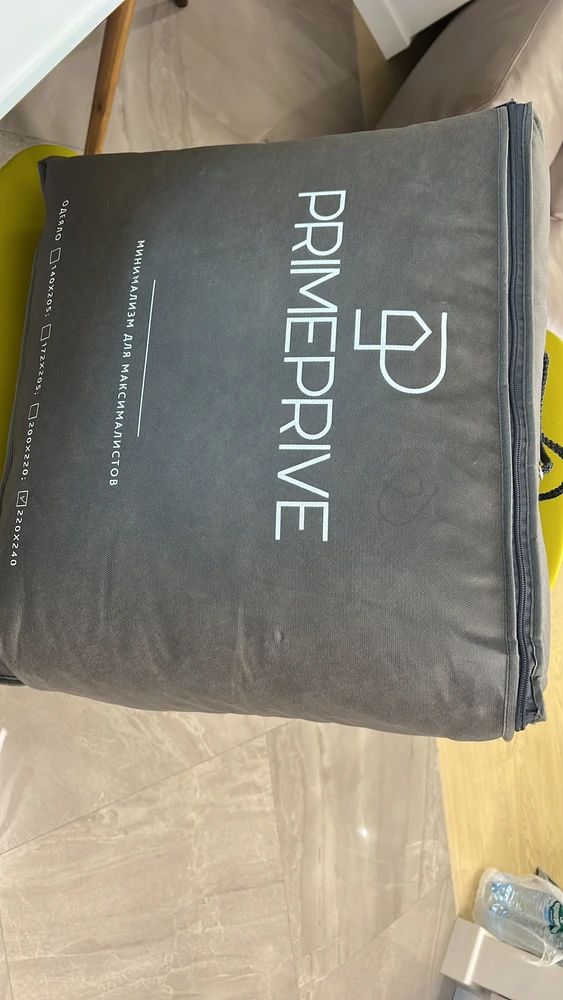 PRIMEPRIVE
МИНИМАЛИЗМ ДЛЯ МАКСИМАЛИСТОВ
ОДЕЯЛО ☐ 140X205; ☐ 172X205; ☐ 200X220; ☑ 220X240